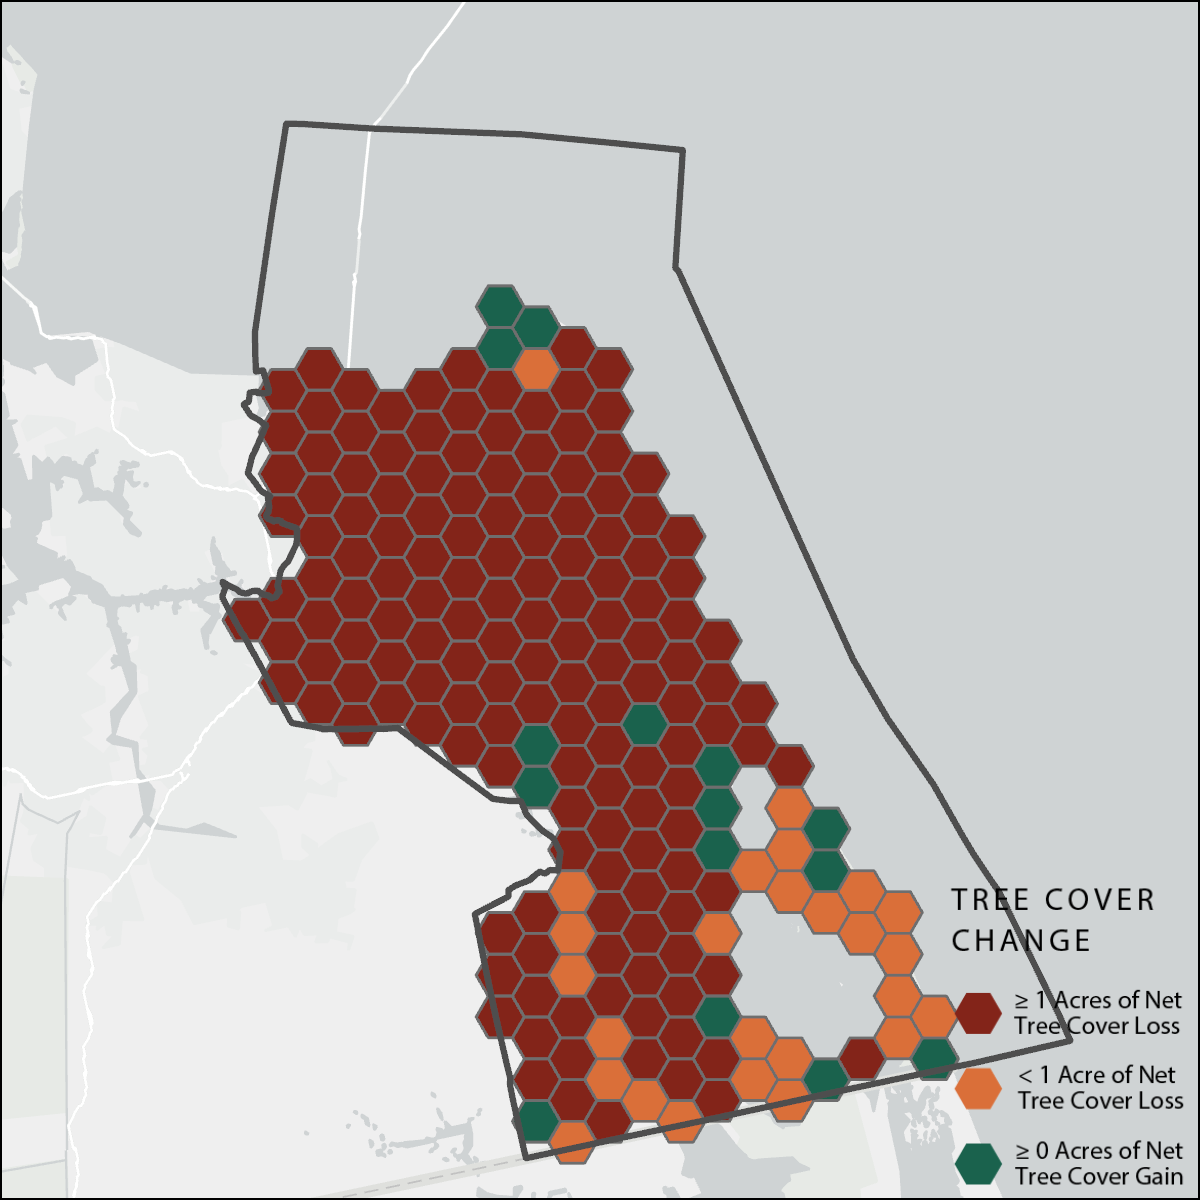 TREE COVER
CHANGE
≥ 1 Acres of Net
Tree Cover Loss
< 1 Acre of Net
Tree Cover Loss
≥ 0 Acres of Net
Tree Cover Gain